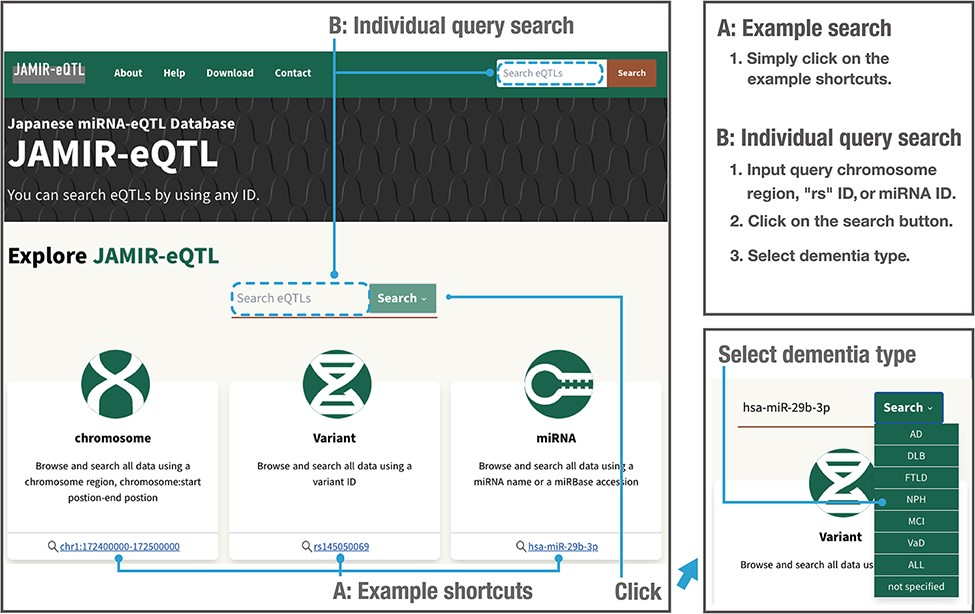 B: Individual query search
JAMIR-eQTL
About
Help
Download
Contact
Search eQTLs
Search
Japanese miRNA-eQTL Database
JAMIR-eQTL
You can search eQTLs by using any ID.
Explore JAMIR-eQTL
Search eQTLs
Search
chromosome
Browse and search all data using a
chromosome region, chromosome:start
postion-end postion
chr1:172400000-172500000
Variant
Browse and search all data using a
variant ID
rs145050069
miRNA
Browse and search all data using a
miRNA name or a miRBase accession
hsa-miR-29b-3p
A: Example shortcuts
Click
A: Example search
1. Simply click on the
example shortcuts.
B: Individual query search
1. Input query chromosome
region, "rs" ID, or miRNA ID.
2. Click on the search button.
3. Select dementia type.
Select dementia type
hsa-miR-29b-3p
Search
AD
DLB
FTLD
NPH
MCI
VaD
ALL
not specified
Variant
Browse and search all data us